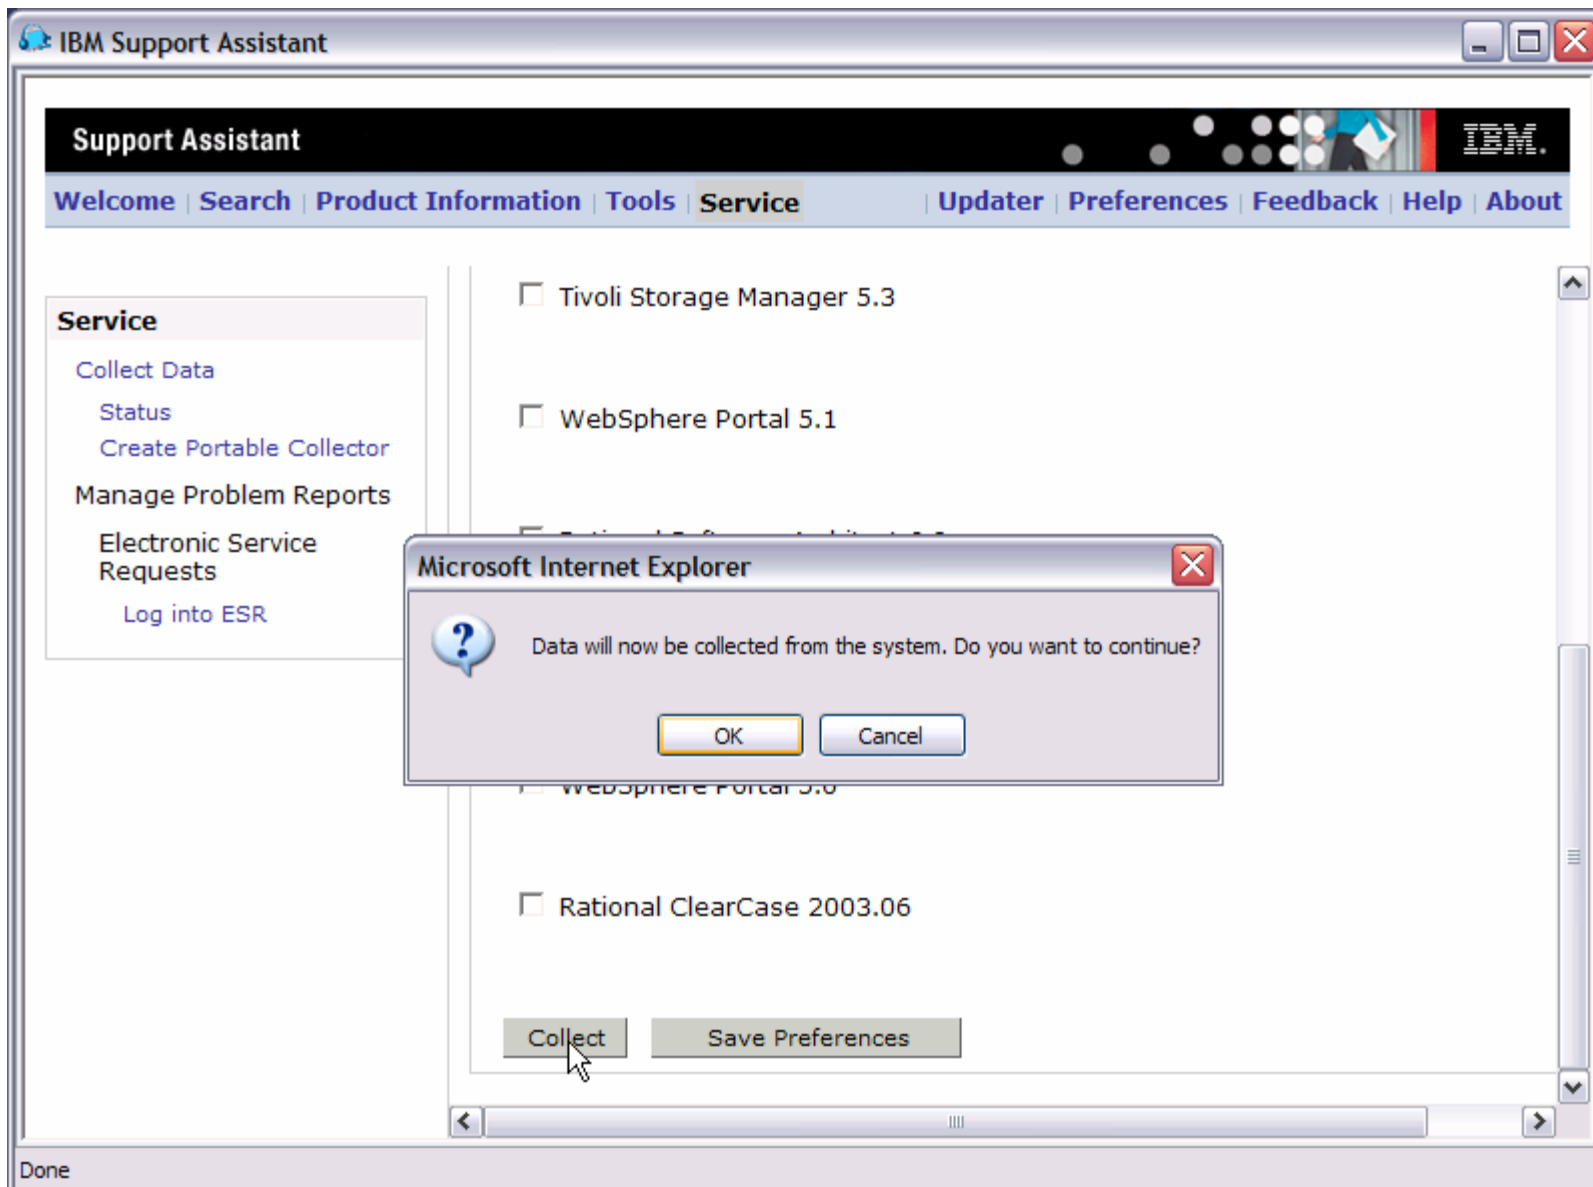 IBM Support Assistant
Support Assistant
IBM.
Welcome | Search | Product Information | Tools | Service | Updater | Preferences | Feedback | Help | About
Service
Collect Data
Status
Create Portable Collector
Manage Problem Reports
Electronic Service
Requests
Log into ESR
Tivoli Storage Manager 5.3
WebSphere Portal 5.1
Microsoft Internet Explorer
Data will now be collected from the system. Do you want to continue?
OK
Cancel
WebSphere Portal
Rational ClearCase 2003.06
Collect
Save Preferences
Done